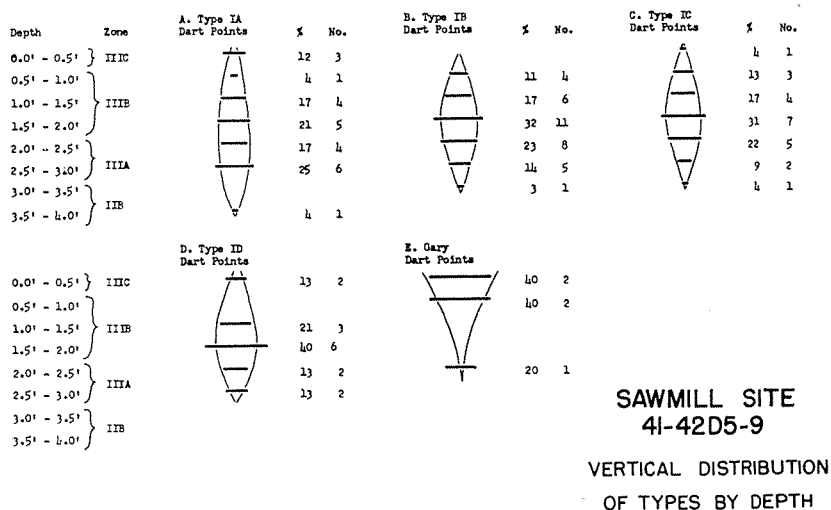 A. Type IA B. Type IB C. Type IC
Depth Zone Dart Points % No. Dart Points % No. Dart Points % No.
0.0' - 0.5' } IIIC 12 3 4 1
0.5' - 1.0' 4 1 11 4 13 3
1.0' - 1.5' } IIIB 17 4 17 6 17 4
1.5' - 2.0' 21 5 32 11 31 7
2.0' - 2.5' } IIIA 17 4 23 8 22 5
2.5' - 3.0' 25 6 14 5 9 2
3.0' - 3.5' } IIB 3 1 4 1
3.5' - 4.0' 4 1
D. Type ID E. Gary
Dart Points Dart Points
0.0' - 0.5' } IIIC 13 2 40 2
0.5' - 1.0' 40 2
1.0' - 1.5' } IIIB 21 3
1.5' - 2.0' 40 6
2.0' - 2.5' } IIIA 13 2 20 1
2.5' - 3.0' 13 2
3.0' - 3.5' } IIB
3.5' - 4.0'
SAWMILL SITE
41-42D5-9
VERTICAL DISTRIBUTION
OF TYPES BY DEPTH